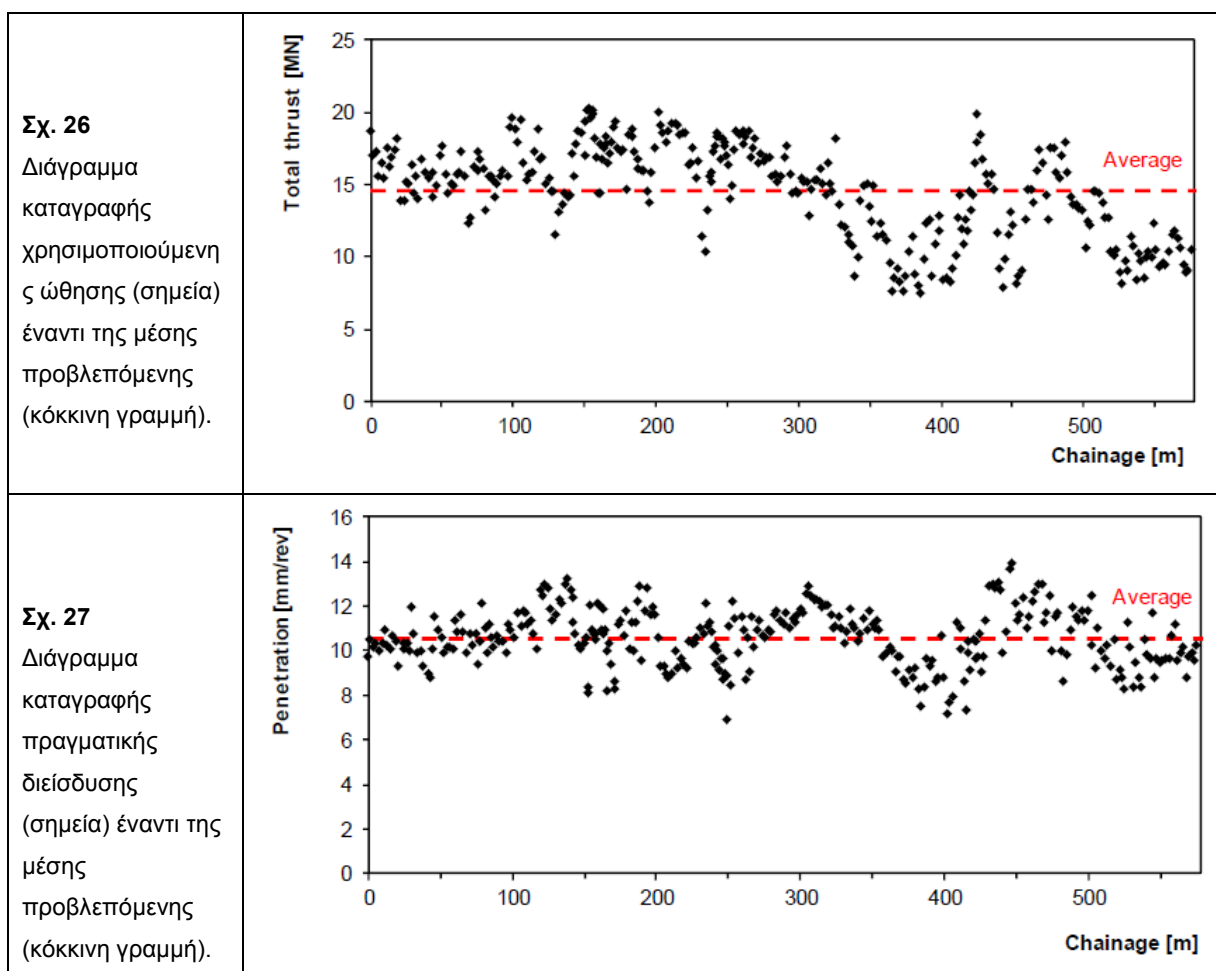 Σχ. 26
Διάγραμμα
καταγραφής
χρησιμοποιούμενη
ς ώθησης (σημεία)
έναντι της μέσης
προβλεπόμενης
(κόκκινη γραμμή).
Total thrust [MN]
25
20
15
10
5
0
Average
0 100 200 300 400 500
Chainage [m]
Σχ. 27
Διάγραμμα
καταγραφής
πραγματικής
διείσδυσης
(σημεία) έναντι της
μέσης
προβλεπόμενης
(κόκκινη γραμμή).
Penetration [mm/rev]
16
14
12
10
8
6
4
2
0
Average
0 100 200 300 400 500
Chainage [m]